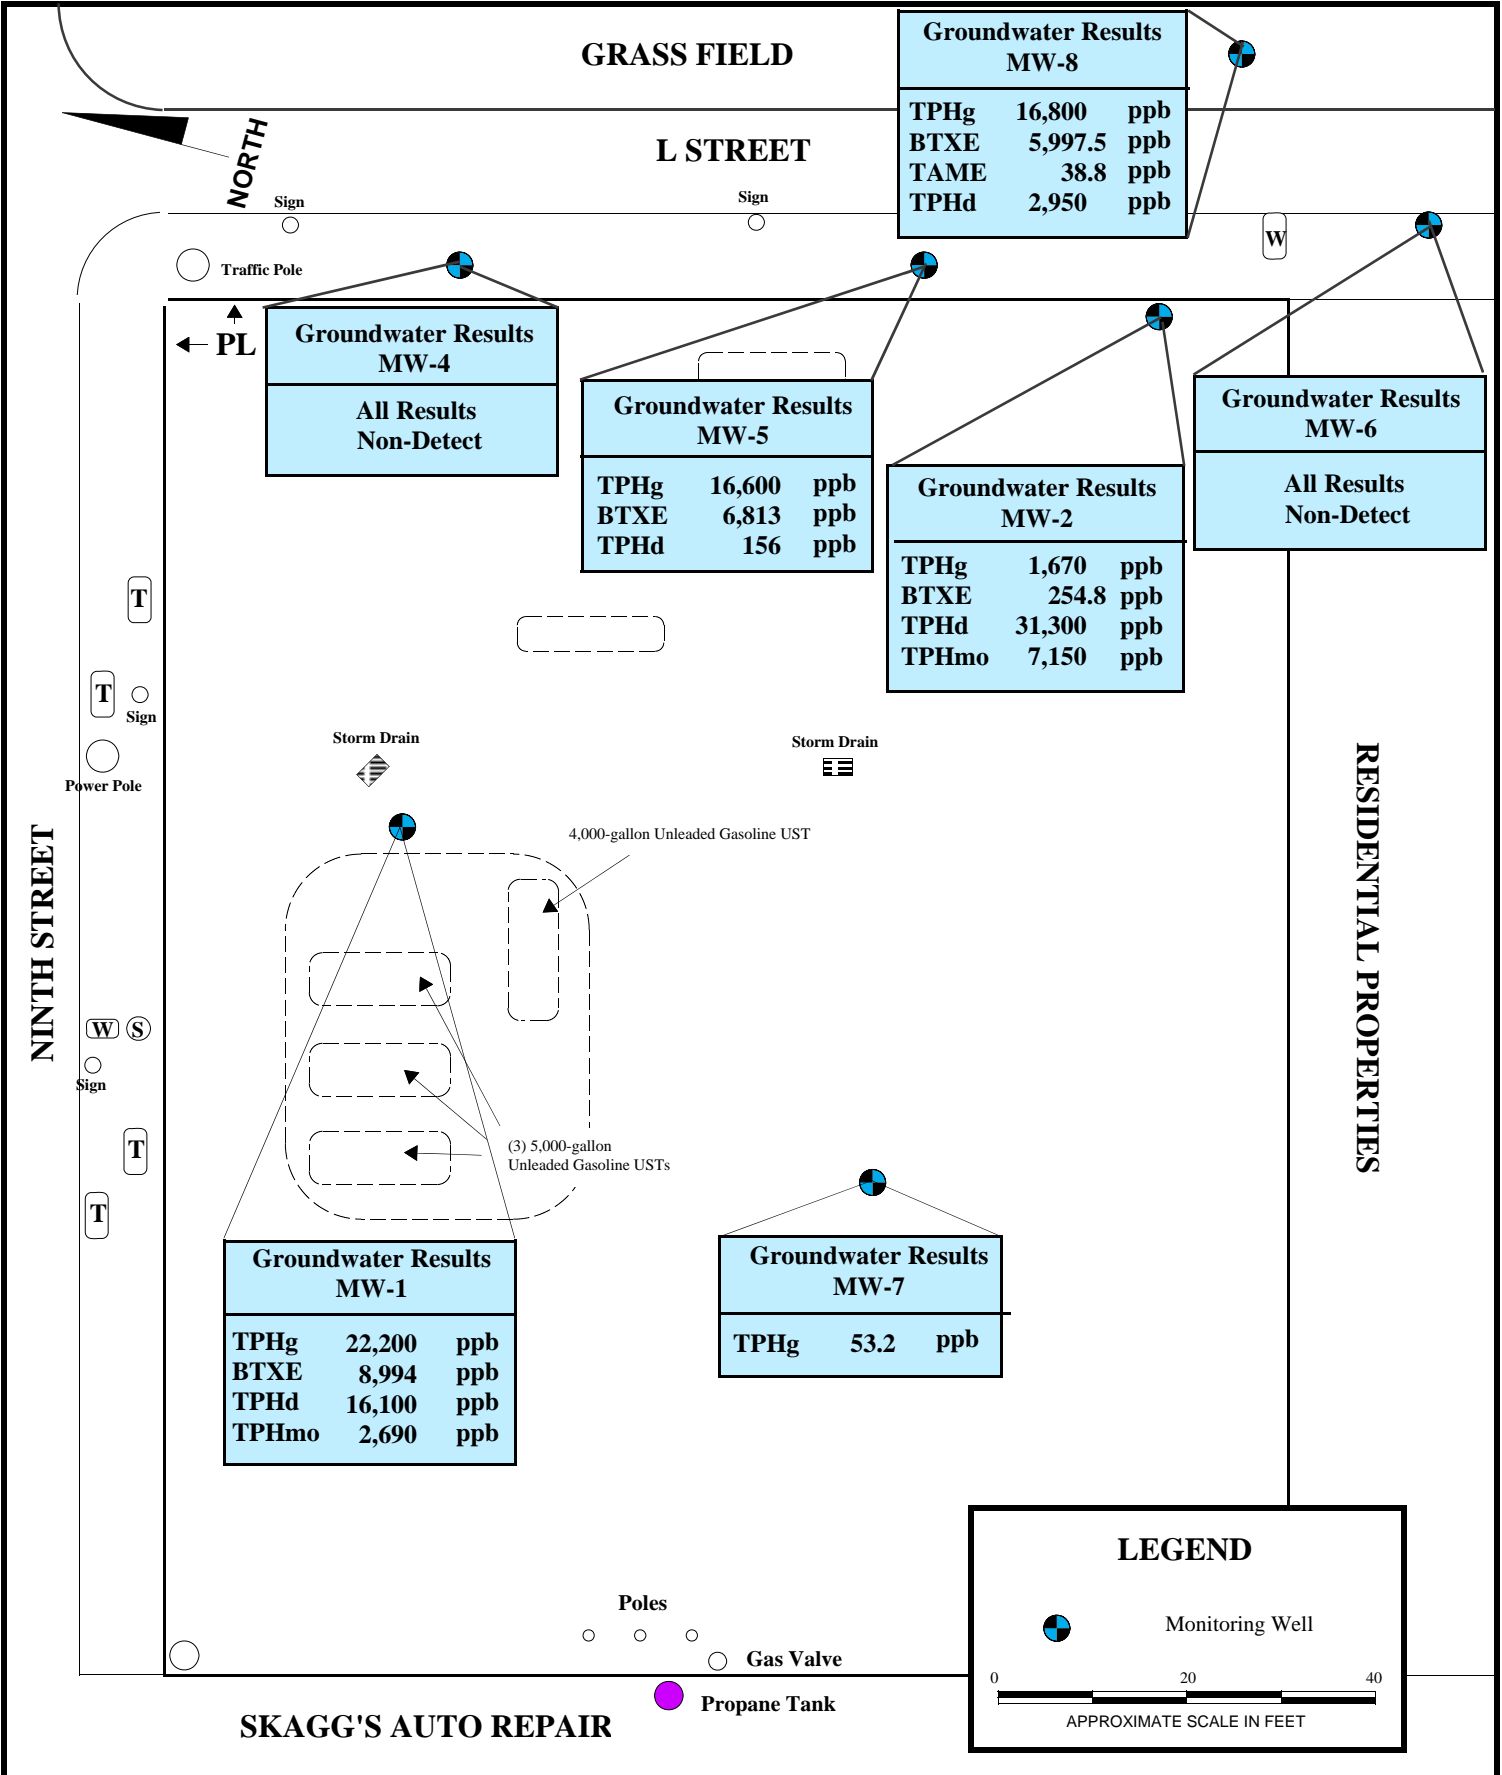 GRASS FIELD
Groundwater Results
MW-8
TPHg 16,800 ppb
BTXE 5,997.5 ppb
TAME 38.8 ppb
TPHd 2,950 ppb
NORTH
L STREET
Sign
Sign
W
Traffic Pole
PL
Groundwater Results
MW-4
All Results
Non-Detect
Groundwater Results
MW-5
TPHg 16,600 ppb
BTXE 6,813 ppb
TPHd 156 ppb
Groundwater Results
MW-2
TPHg 1,670 ppb
BTXE 254.8 ppb
TPHd 31,300 ppb
TPHmo 7,150 ppb
Groundwater Results
MW-6
All Results
Non-Detect
T
T
Sign
Power Pole
Storm Drain
Storm Drain
4,000-gallon Unleaded Gasoline UST
NINTH STREET
RESIDENTIAL PROPERTIES
W
S
Sign
T
T
(3) 5,000-gallon
Unleaded Gasoline USTs
Groundwater Results
MW-1
TPHg 22,200 ppb
BTXE 8,994 ppb
TPHd 16,100 ppb
TPHmo 2,690 ppb
Groundwater Results
MW-7
TPHg 53.2 ppb
Poles
Gas Valve
Propane Tank
SKAGG'S AUTO REPAIR
LEGEND
Monitoring Well
0 20 40
APPROXIMATE SCALE IN FEET